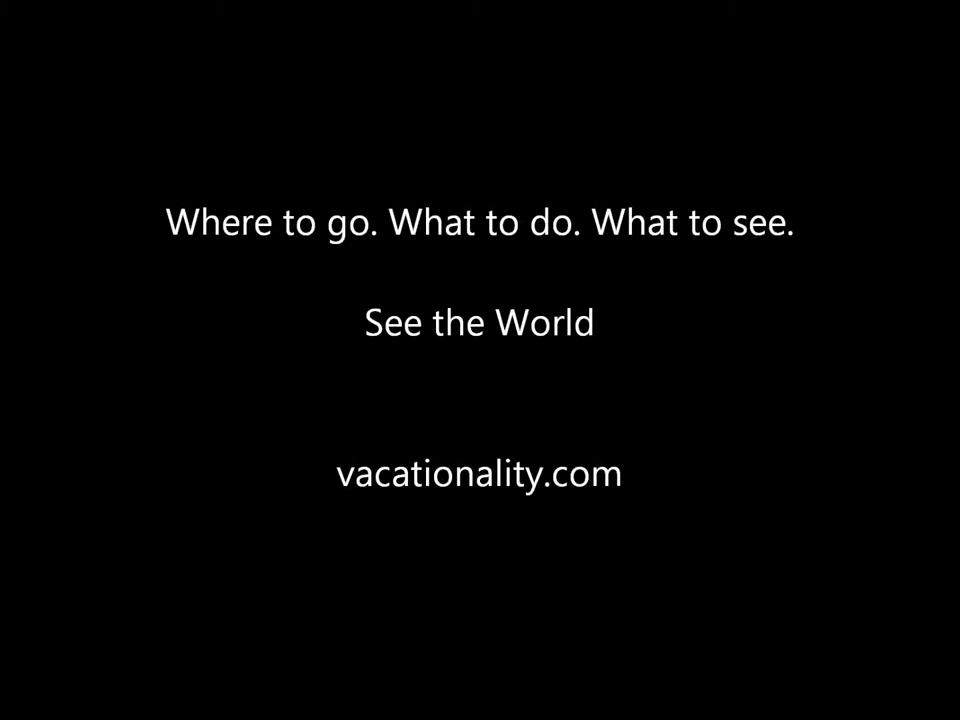 Where to go. What to do. What to see.
See the World
vacationality.com